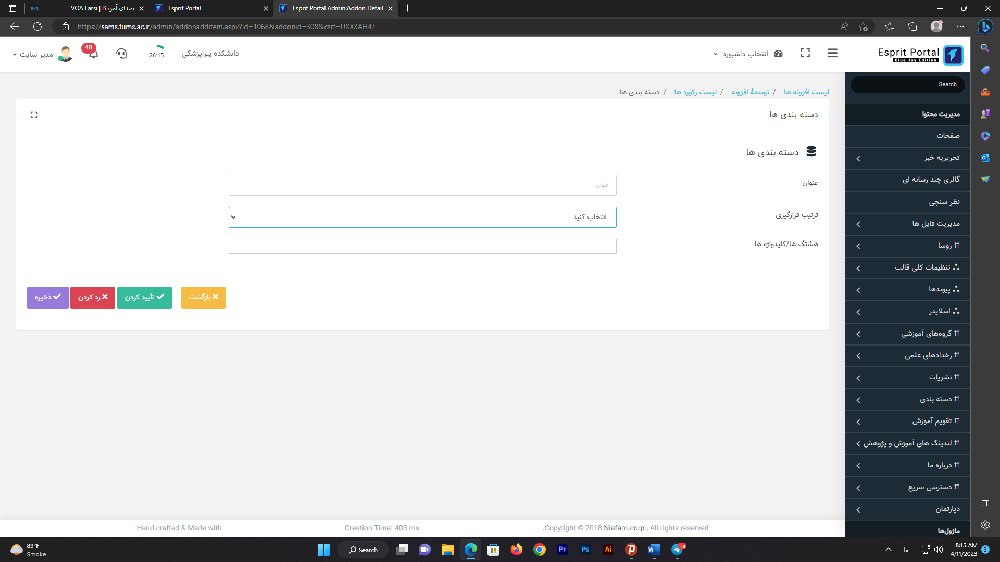 VOA Farsi | صدای آمریکا
Esprit Portal
Esprit Portal Admin:Addon Detail
https://sams.tums.ac.ir/admin/addonadditem.aspx?id=1068&addonid=308&csrf=UXX3AH4J
Esprit Portal
Blue Jay Edition
انتخاب داشبورد
دانشکده پیراپزشکی
26:15
48
مدیر سایت
Search
مدیریت محتوا
صفحات
تحریریه خبر
گالری چند رسانه ای
نظر سنجی
مدیریت فایل ها
روسا
تنظیمات کلی قالب
پیوندها
اسلایدر
گروه‌های آموزشی
رخدادهای علمی
نشریات
دسته بندی
تقویم آموزش
لندینگ های آموزش و پژوهش
درباره ما
دسترسی سریع
دپارتمان
ماژول‌ها
لیست افزونه ها / توسعهٔ افزونه / لیست رکورد ها / دسته بندی ها
دسته بندی ها
دسته بندی ها
عنوان
عنوان
ترتیب قرارگیری
انتخاب کنید
هشتگ ها/کلیدواژه ها
بازگشت
تأیید کردن
رد کردن
ذخیره
Hand-crafted & Made with
Creation Time: 403 ms
.Copyright © 2018 Niafam.corp , All rights reserved
89°F
Smoke
Search
Pr
Ps
Ai
W
78
فا
8:15 AM
4/11/2023
3